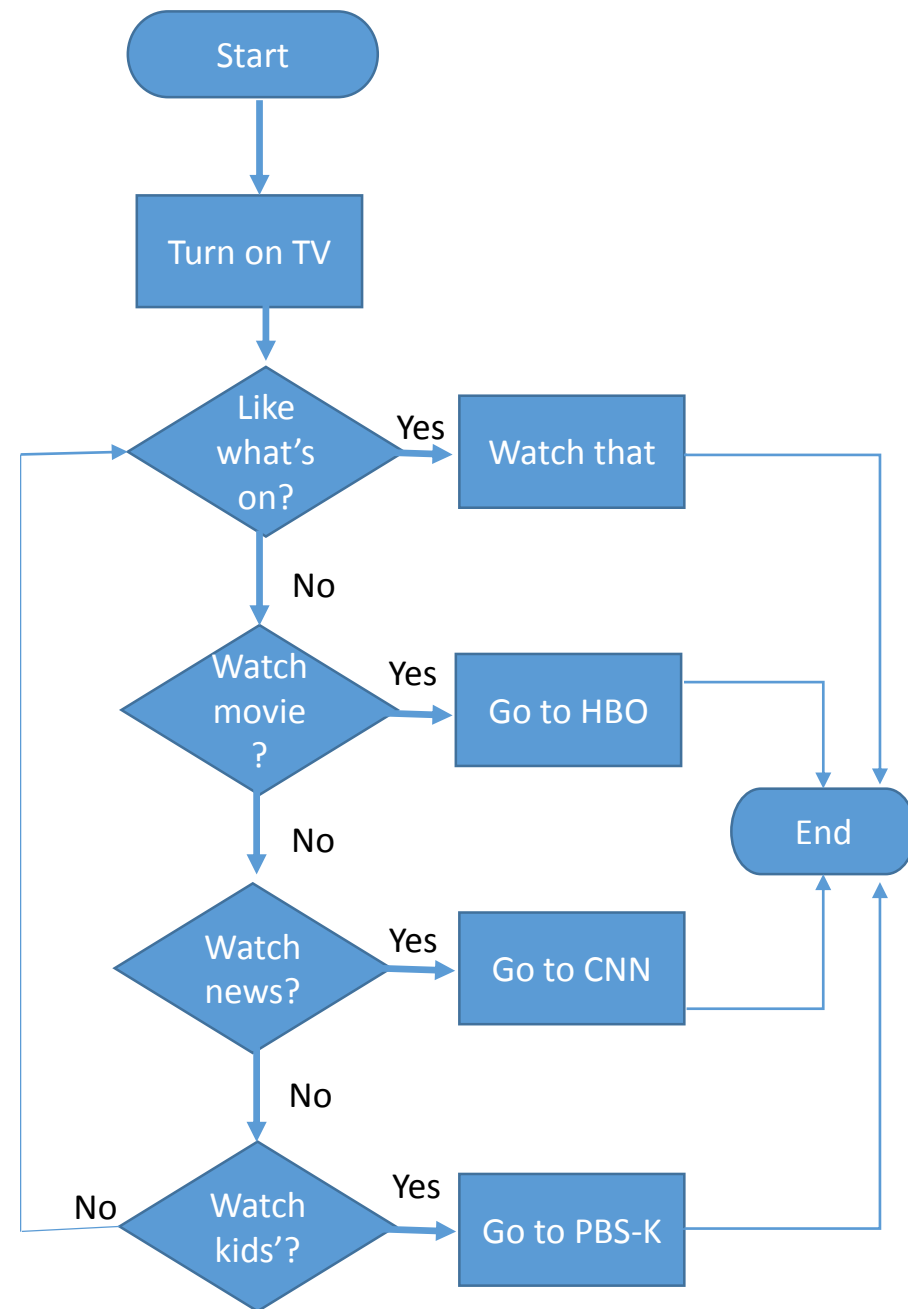 Start
Turn on TV
Like
what’s
on?
Yes
Watch that
No
Watch
movie
?
Yes
Go to HBO
No
End
Watch
news?
Yes
Go to CNN
No
Watch
kids’?
Yes
No
Go to PBS-K